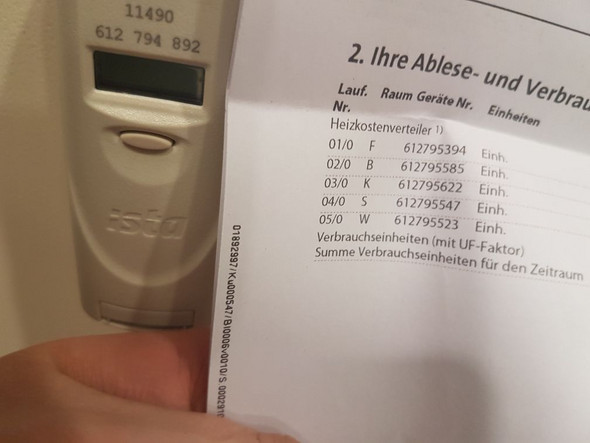 11490
612 794 892
ista
2. Ihre Ablese- und Verbrau
Lauf. Raum Geräte Nr. Einheiten
Nr.
Heizkostenverteiler 1)
01/0 F 612795394 Einh.
02/0 B 612795585 Einh.
03/0 K 612795622 Einh.
04/0 S 612795547 Einh.
05/0 W 612795523 Einh.
Verbrauchseinheiten (mit UF-Faktor)
Summe Verbrauchseinheiten für den Zeitraum